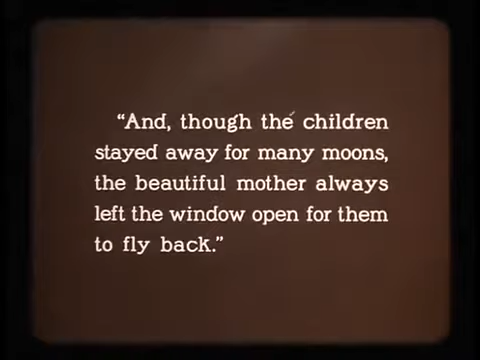 “And, though the children
stayed away for many moons,
the beautiful mother always
left the window open for them
to fly back.”